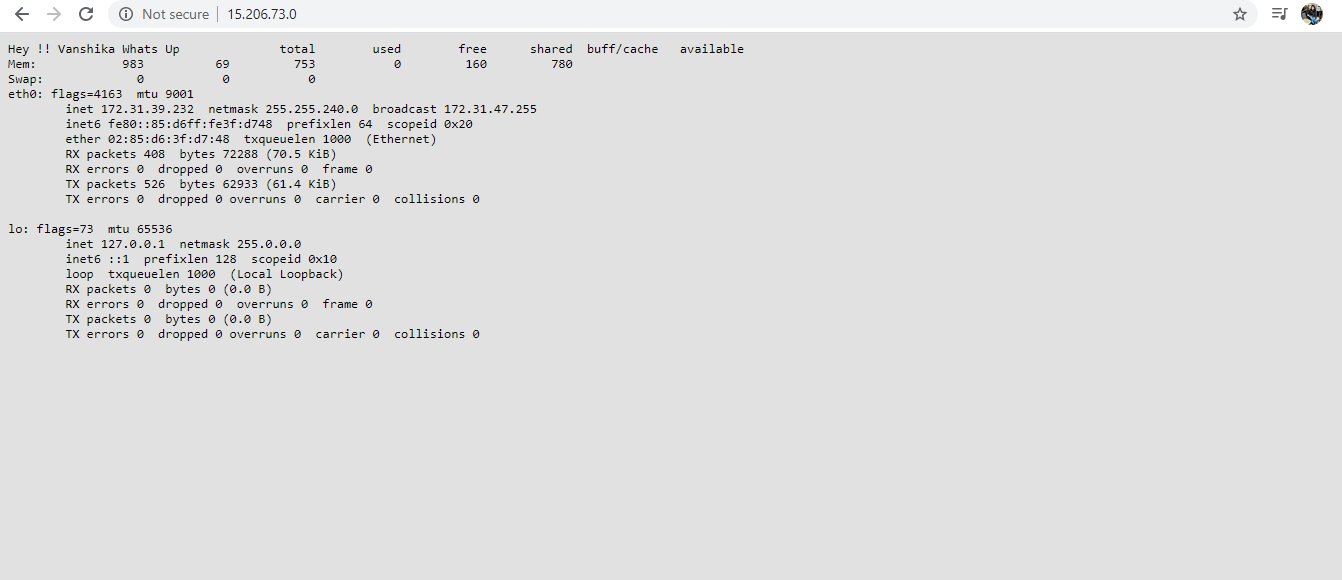 Not secure | 15.206.73.0
Hey !! Vanshika Whats Up              total        used        free      shared  buff/cache   available
Mem:            983          69         753           0         160         780
Swap:             0           0           0
eth0: flags=4163  mtu 9001
        inet 172.31.39.232  netmask 255.255.240.0  broadcast 172.31.47.255
        inet6 fe80::85:d6ff:fe3f:d748  prefixlen 64  scopeid 0x20
        ether 02:85:d6:3f:d7:48  txqueuelen 1000  (Ethernet)
        RX packets 408  bytes 72288 (70.5 KiB)
        RX errors 0  dropped 0  overruns 0  frame 0
        TX packets 526  bytes 62933 (61.4 KiB)
        TX errors 0  dropped 0 overruns 0  carrier 0  collisions 0

lo: flags=73  mtu 65536
        inet 127.0.0.1  netmask 255.0.0.0
        inet6 ::1  prefixlen 128  scopeid 0x10
        loop  txqueuelen 1000  (Local Loopback)
        RX packets 0  bytes 0 (0.0 B)
        RX errors 0  dropped 0  overruns 0  frame 0
        TX packets 0  bytes 0 (0.0 B)
        TX errors 0  dropped 0 overruns 0  carrier 0  collisions 0